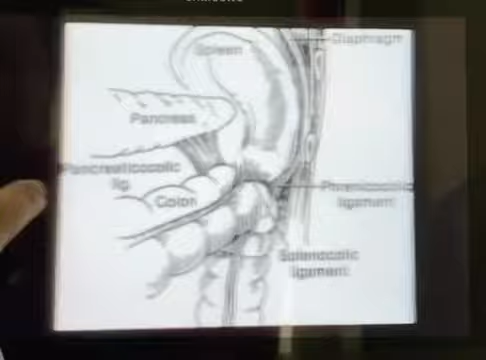 Spleen
Diaphragm
Pancreas
Pancreaticocolic
lig.
Colon
Phrenicocolic
ligament
Splenocolic
ligament